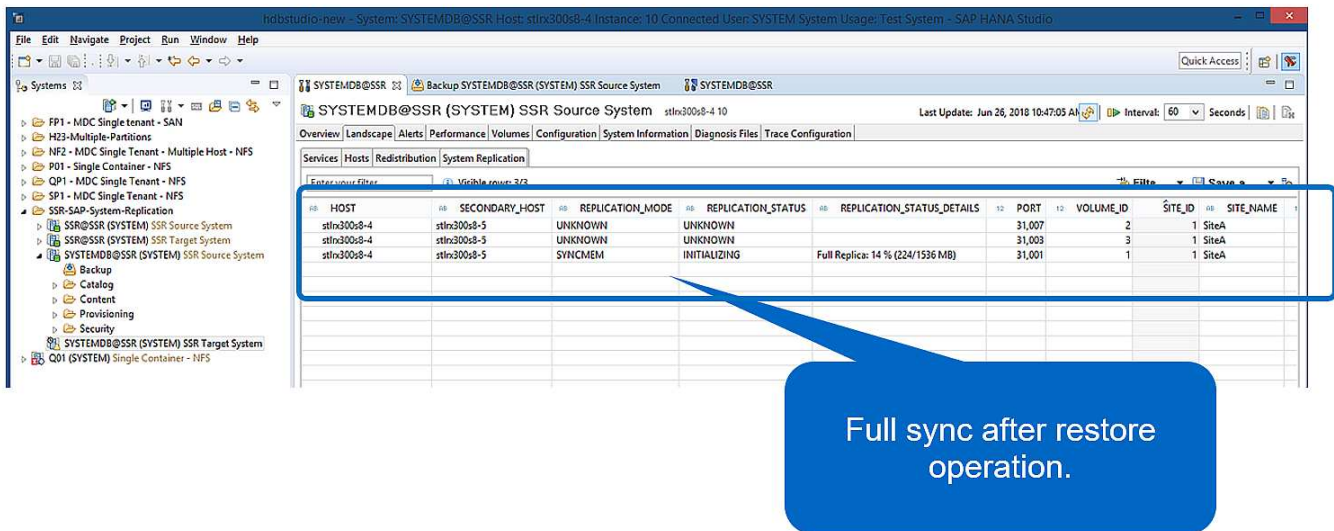 hdbstudio-new - System: SYSTEMDB@SSR Host: stlrx300s8-4 Instance: 10 Connected User: SYSTEM System Usage: Test System - SAP HANA Studio
File Edit Navigate Project Run Window Help
Quick Access
Systems
FP1 - MDC Single tenant - SAN
H23-Multiple-Partitions
NF2 - MDC Single Tenant - Multiple Host - NFS
P01 - Single Container - NFS
QP1 - MDC Single Tenant - NFS
SP1 - MDC Single Tenant - NFS
SSR-SAP-System-Replication
SSR@SSR (SYSTEM) SSR Source System
SSR@SSR (SYSTEM) SSR Target System
SYSTEMDB@SSR (SYSTEM) SSR Source System
Backup
Catalog
Content
Provisioning
Security
SYSTEMDB@SSR (SYSTEM) SSR Target System
Q01 (SYSTEM) Single Container - NFS
SYSTEMDB@SSR Backup SYSTEMDB@SSR (SYSTEM) SSR Source System SYSTEMDB@SSR
SYSTEMDB@SSR (SYSTEM) SSR Source System stlrx300s8-4 10 Last Update: Jun 26, 2018 10:47:05 AM Interval: 60 Seconds
Overview Landscape Alerts Performance Volumes Configuration System Information Diagnosis Files Trace Configuration
Services Hosts Redistribution System Replication
Enter your filter Visible rows: 3/3 Filte... Save a...
HOST SECONDARY_HOST REPLICATION_MODE REPLICATION_STATUS REPLICATION_STATUS_DETAILS PORT VOLUME_ID SITE_ID SITE_NAME
stlrx300s8-4 stlrx300s8-5 UNKNOWN UNKNOWN 31,007 2 1 SiteA
stlrx300s8-4 stlrx300s8-5 UNKNOWN UNKNOWN 31,003 3 1 SiteA
stlrx300s8-4 stlrx300s8-5 SYNCMEM INITIALIZING Full Replica: 14 % (224/1536 MB) 31,001 1 1 SiteA
Full sync after restore
operation.